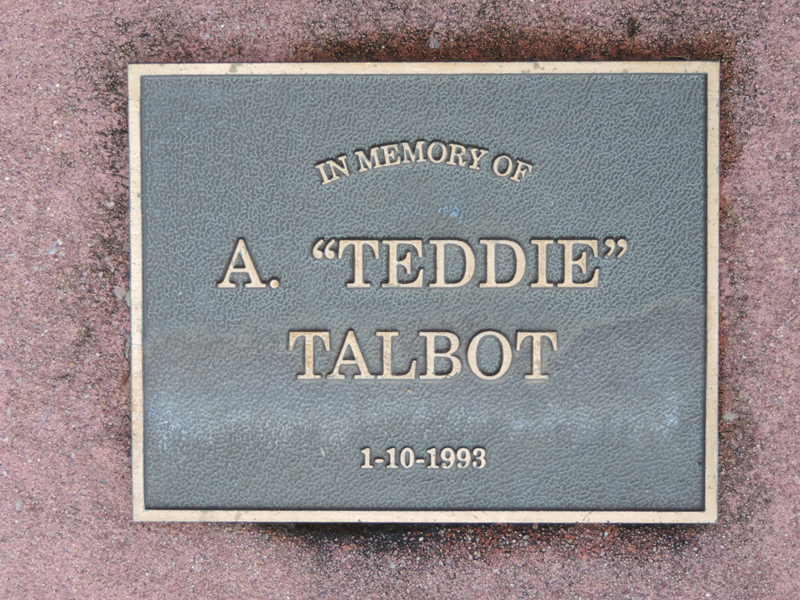 IN MEMORY OF
A. “TEDDIE”
TALBOT
1-10-1993